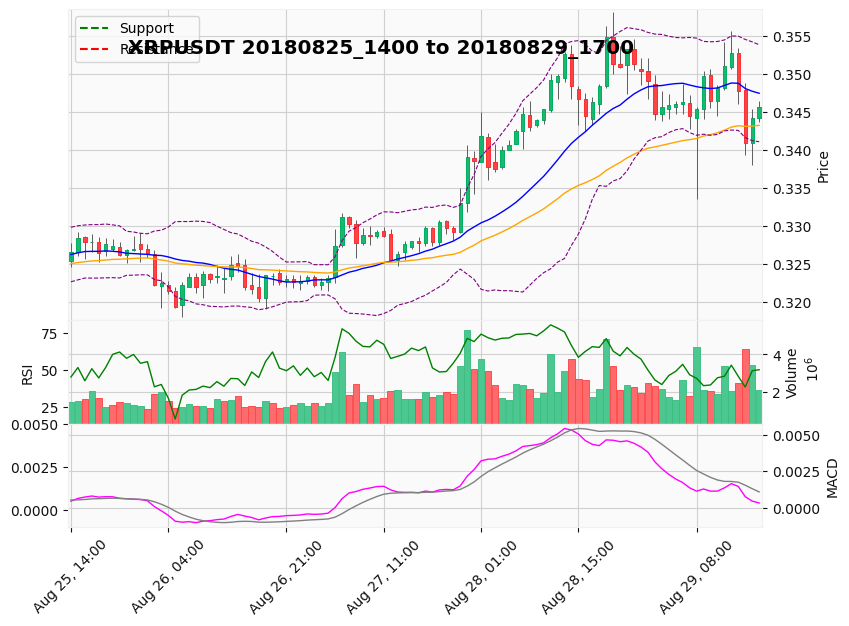 XRPUSDT 20180825_1400 to 20180829_1700
Support
Resistance
0.355
0.350
0.345
0.340
0.335
0.330
0.325
0.320
Price
75
50
25
RSI
4
2
Volume
10^6
0.0050
0.0025
0.0000
0.0050
0.0025
0.0000
MACD
Aug 25, 14:00
Aug 26, 04:00
Aug 26, 21:00
Aug 27, 11:00
Aug 28, 01:00
Aug 28, 15:00
Aug 29, 08:00